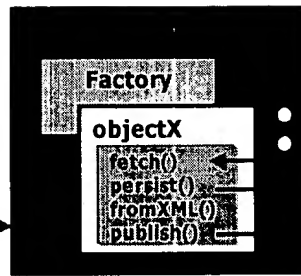 Factory
objectX
fetch()
persist()
fromXML()
publish()